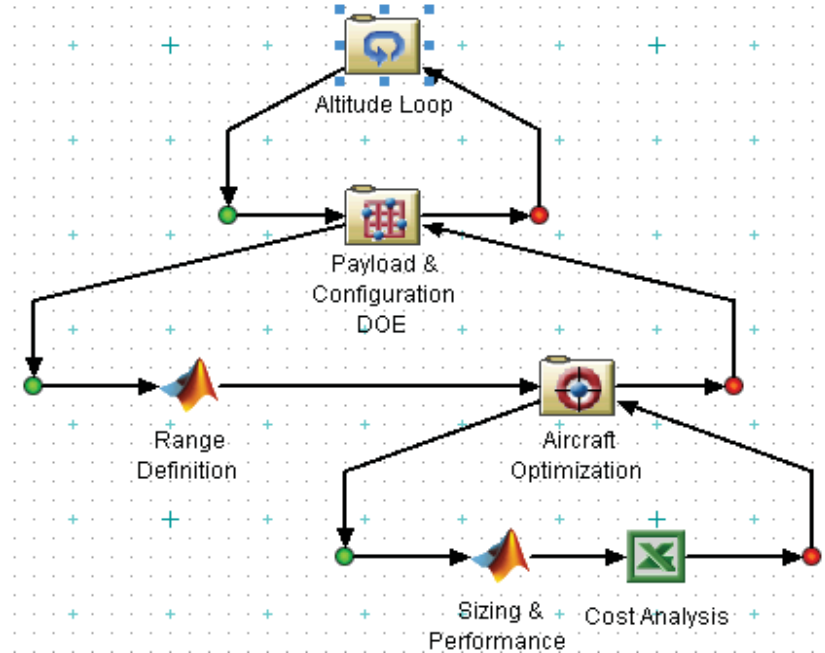 Altitude Loop
Payload &
Configuration
DOE
Range
Definition
Aircraft
Optimization
Sizing &
Performance
Cost Analysis